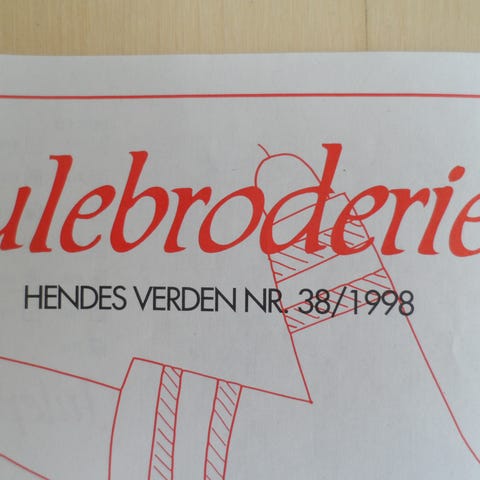 ulebroderie
HENDES VERDEN NR. 38/1998